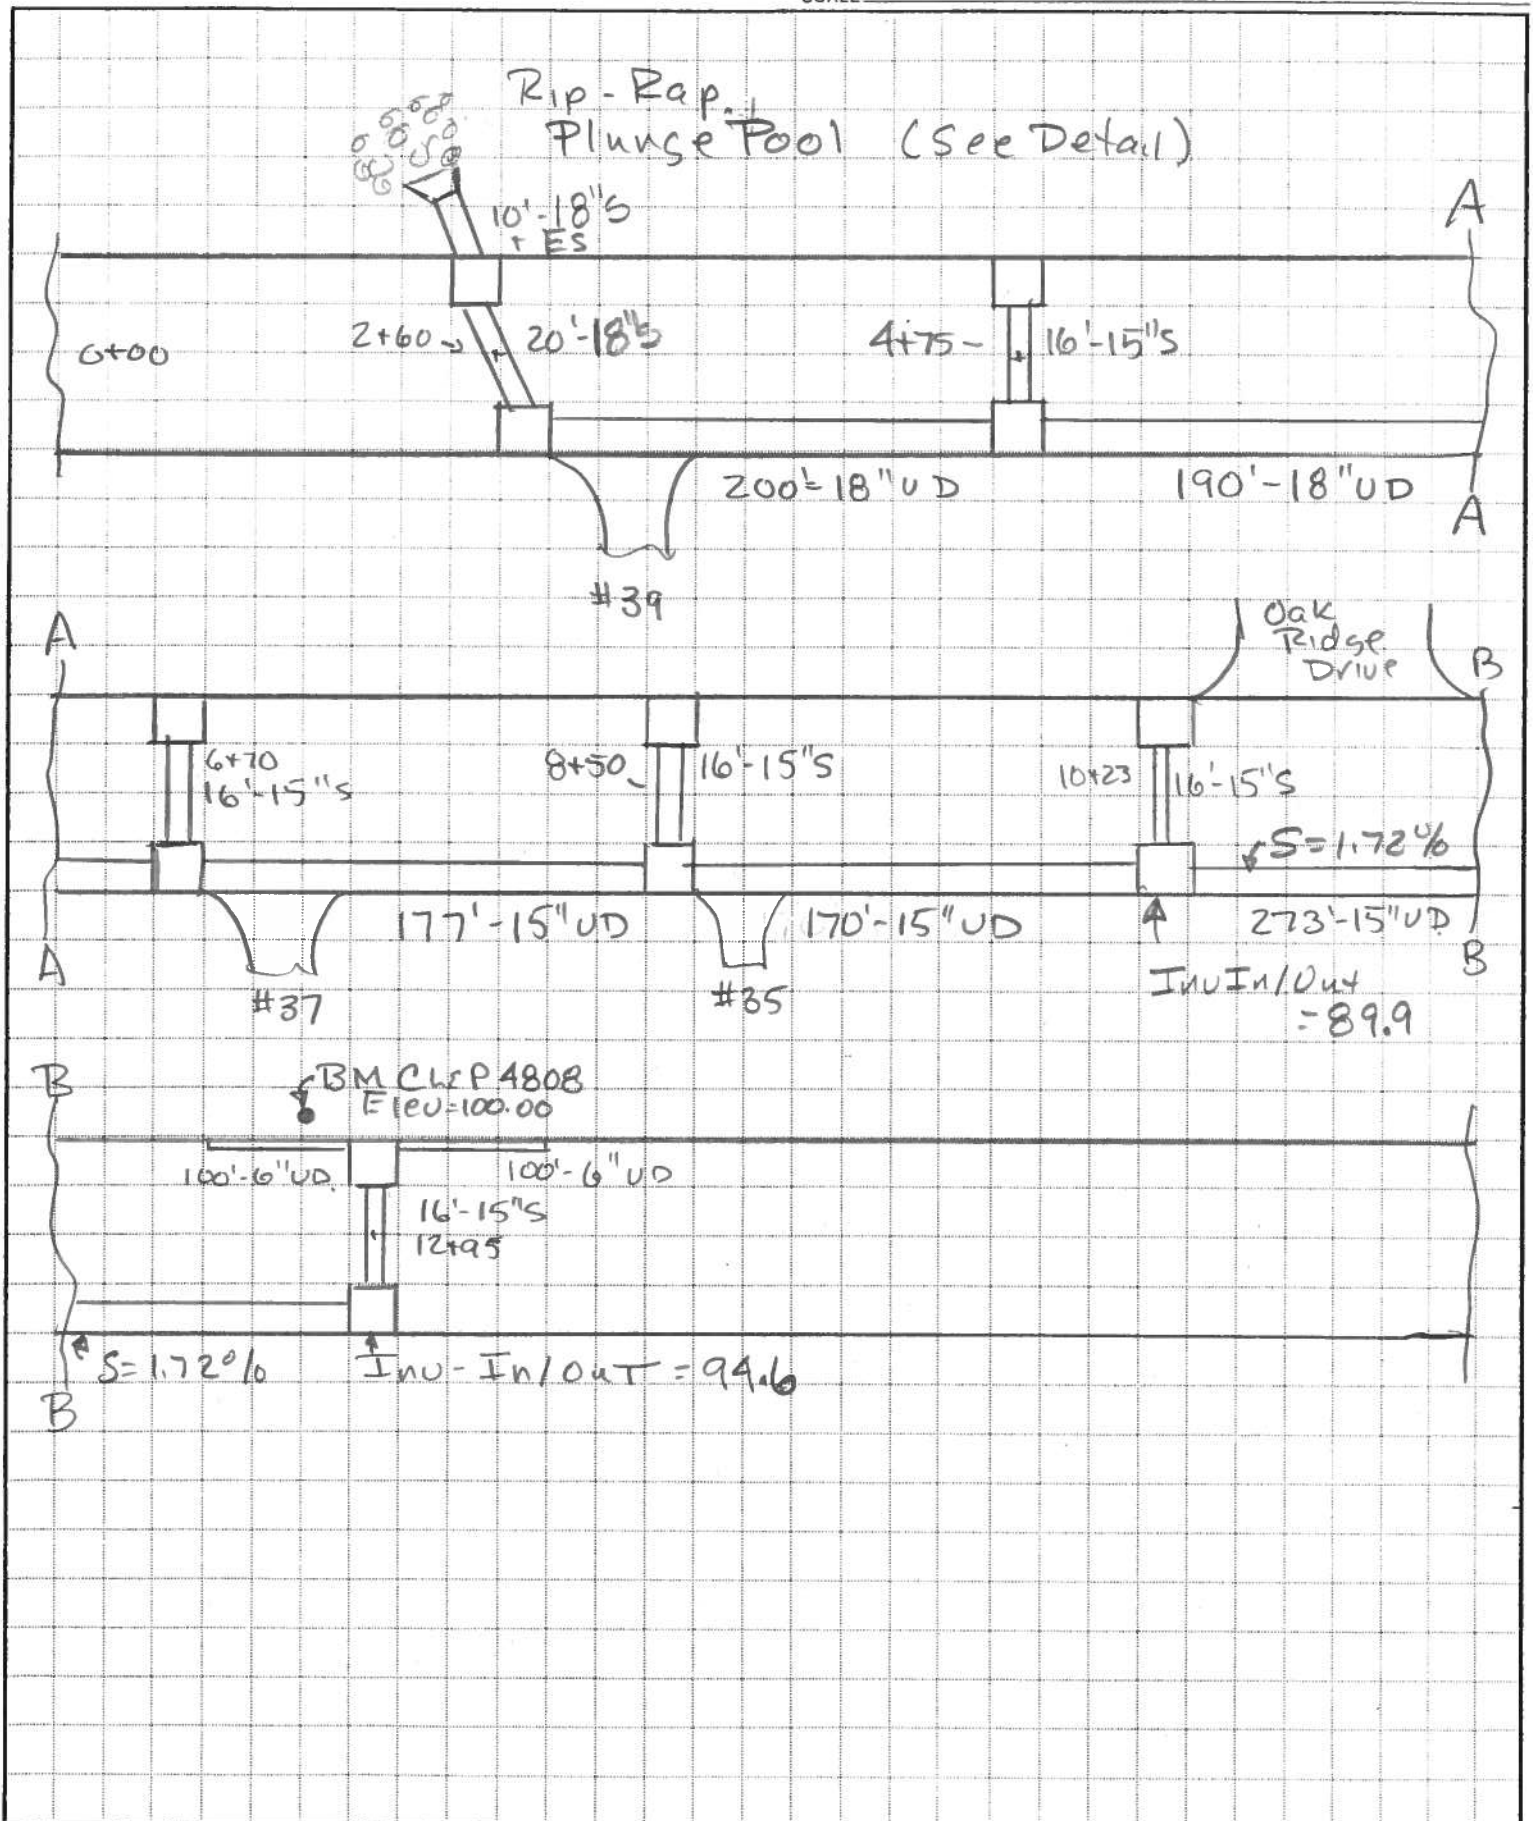 Rip-Rap
Plunge Pool (See Detail)
10'-18"S
+ ES
A
0+00
2+60
20'-18"S
4+75
16'-15"S
200'-18"UD
190'-18"UD
A
#39
A
Oak
Ridge
Drive
B
6+70
16'-15"S
8+50
16'-15"S
10+23
16'-15"S
S=1.72%
177'-15"UD
170'-15"UD
273'-15"UD
A
B
#37
#35
Inv In/Out
=89.9
B
BM
4808
Elev=100.00
100'-6"UD
100'-6"UD
16'-15"S
12+95
S=1.72%
Inv-In/OuT=94.6
B